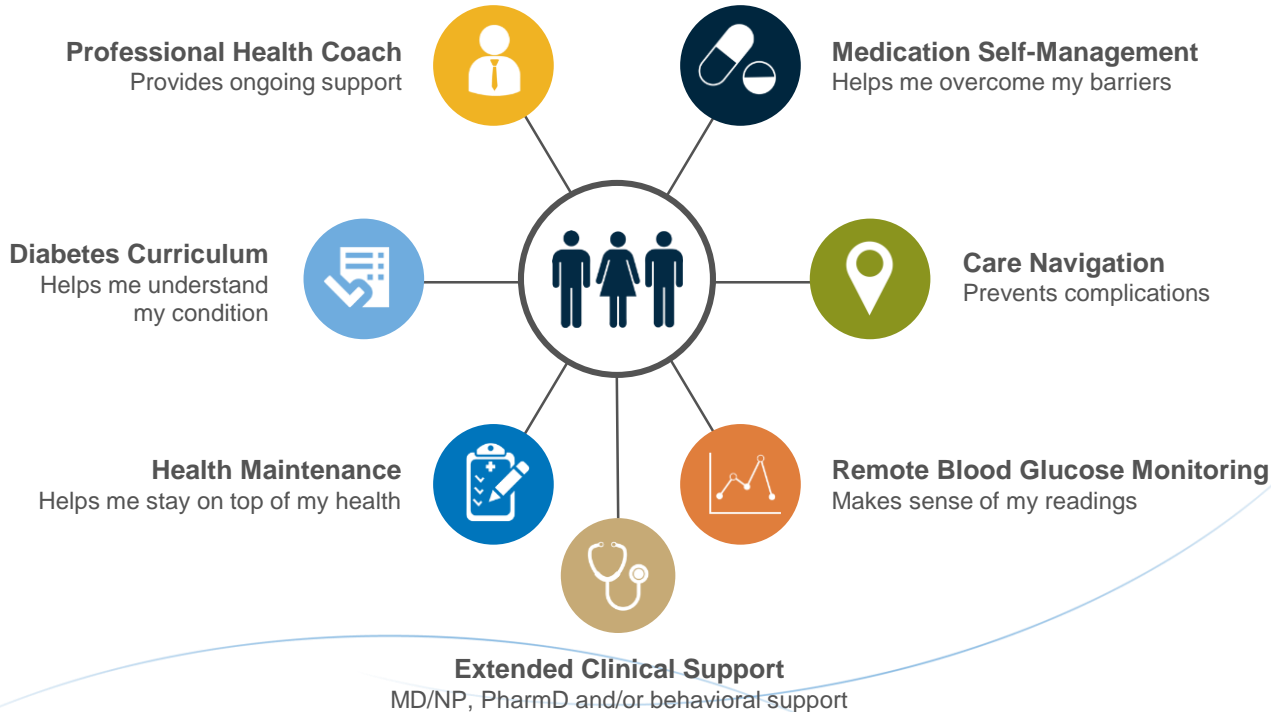 Professional Health Coach
Provides ongoing support
Medication Self-Management
Helps me overcome my barriers
Diabetes Curriculum
Helps me understand
my condition
Care Navigation
Prevents complications
Health Maintenance
Helps me stay on top of my health
Remote Blood Glucose Monitoring
Makes sense of my readings
Extended Clinical Support
MD/NP, PharmD and/or behavioral support